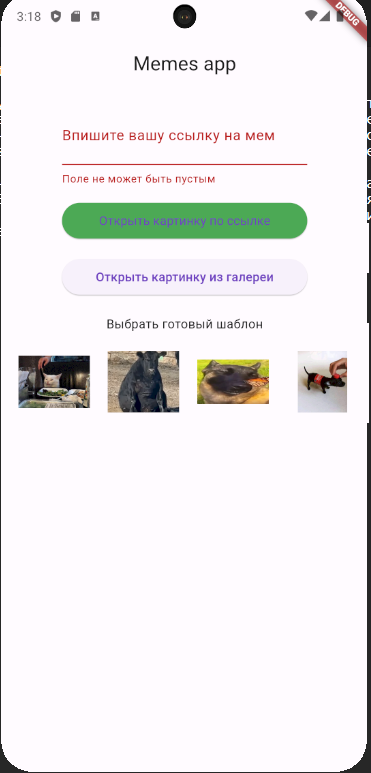 3:18
DEBUG
Memes app
Впишите вашу ссылку на мем
Поле не может быть пустым
Открыть картинку по ссылке
Открыть картинку из галереи
Выбрать готовый шаблон